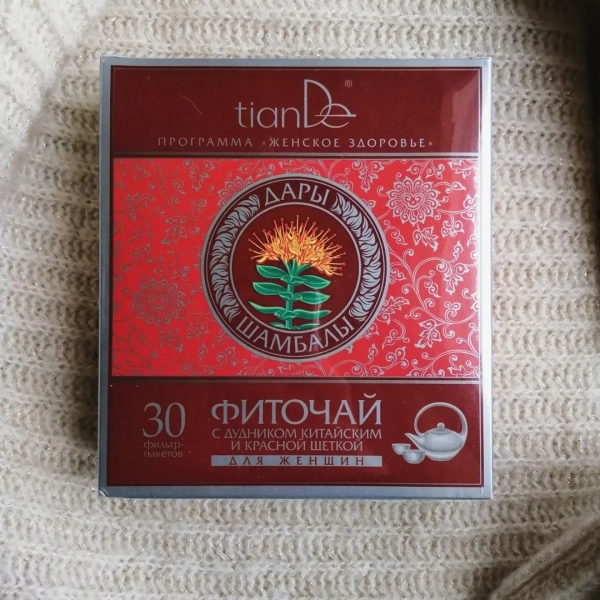 tianDe®
ПРОГРАММА «ЖЕНСКОЕ ЗДОРОВЬЕ»
ДАРЫ
ШАМБАЛЫ
30
фильтр-
пакетов
ФИТОЧАЙ
С ДУДНИКОМ КИТАЙСКИМ
И КРАСНОЙ ЩЕТКОЙ
ДЛЯ ЖЕНЩИН